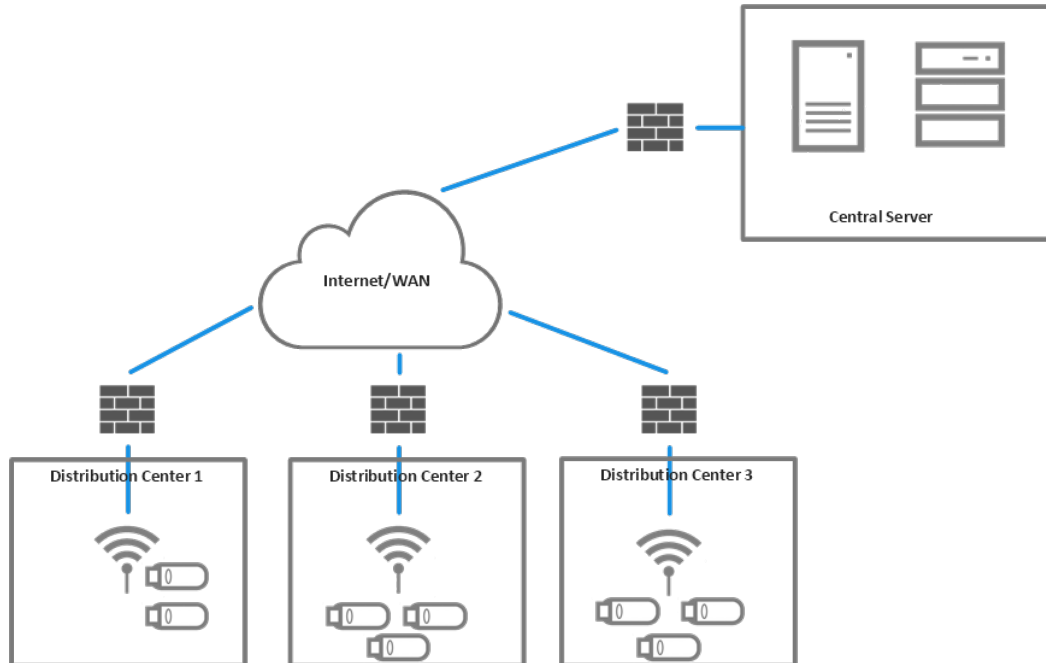 Central Server
Internet/WAN
Distribution Center 1
Distribution Center 2
Distribution Center 3